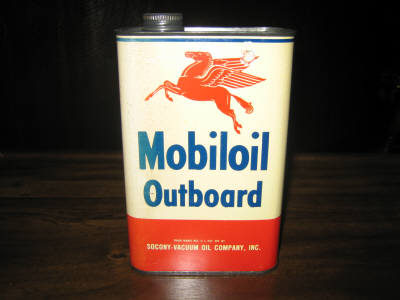 Mobiloil
Outboard
SOCONY-VACUUM OIL COMPANY, INC.